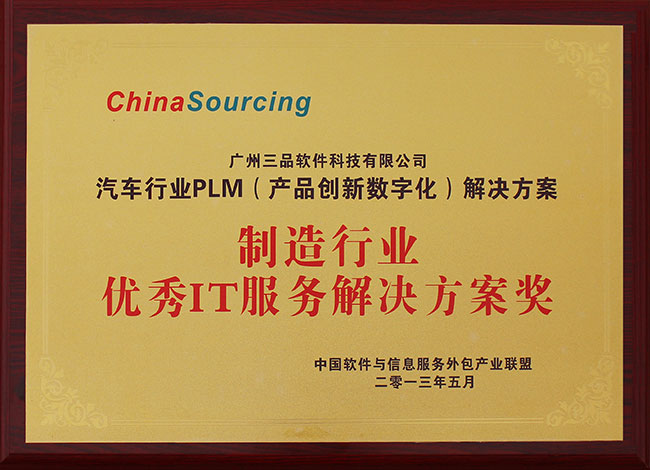 ChinaSourcing
广州三品软件科技有限公司
汽车行业PLM（产品创新数字化）解决方案
制造行业
优秀IT服务解决方案奖
中国软件与信息服务外包产业联盟
二零一三年五月